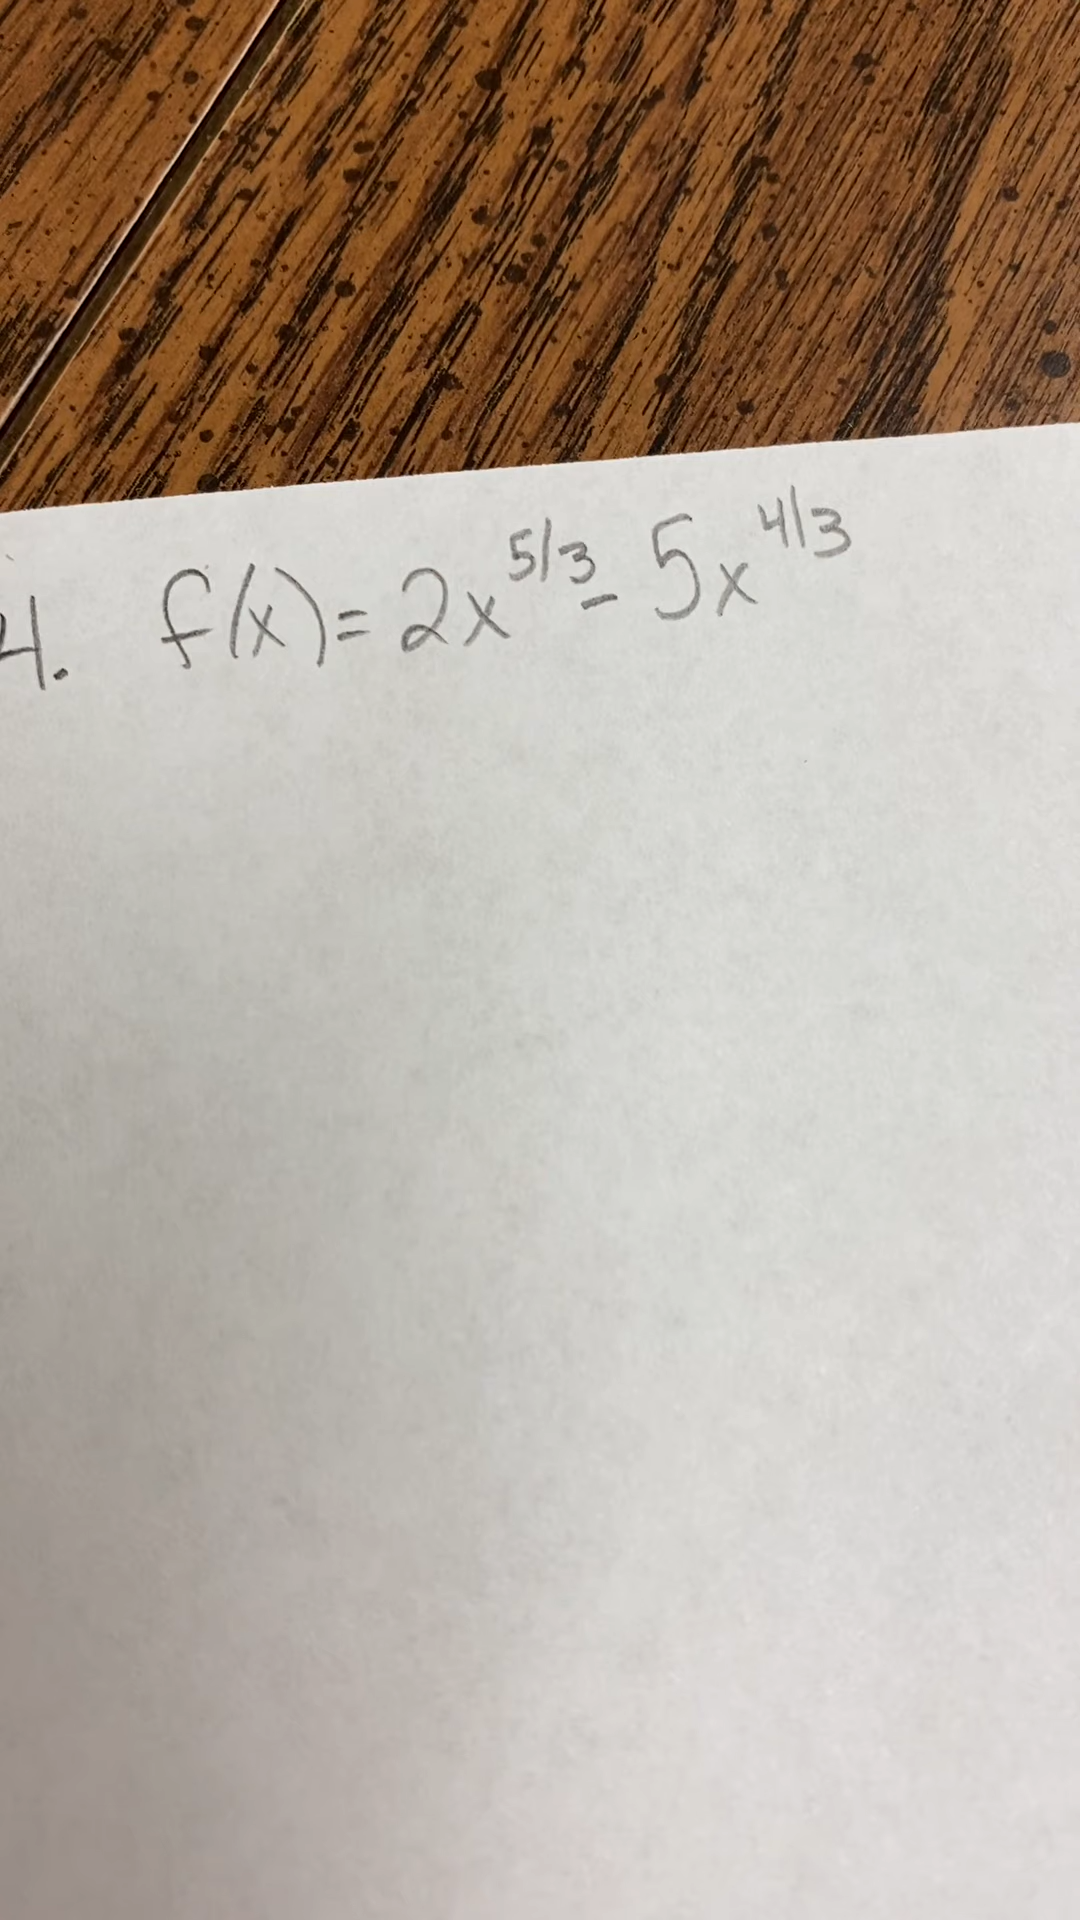 4. f(x) = 2x^5/3 - 5x^4/3